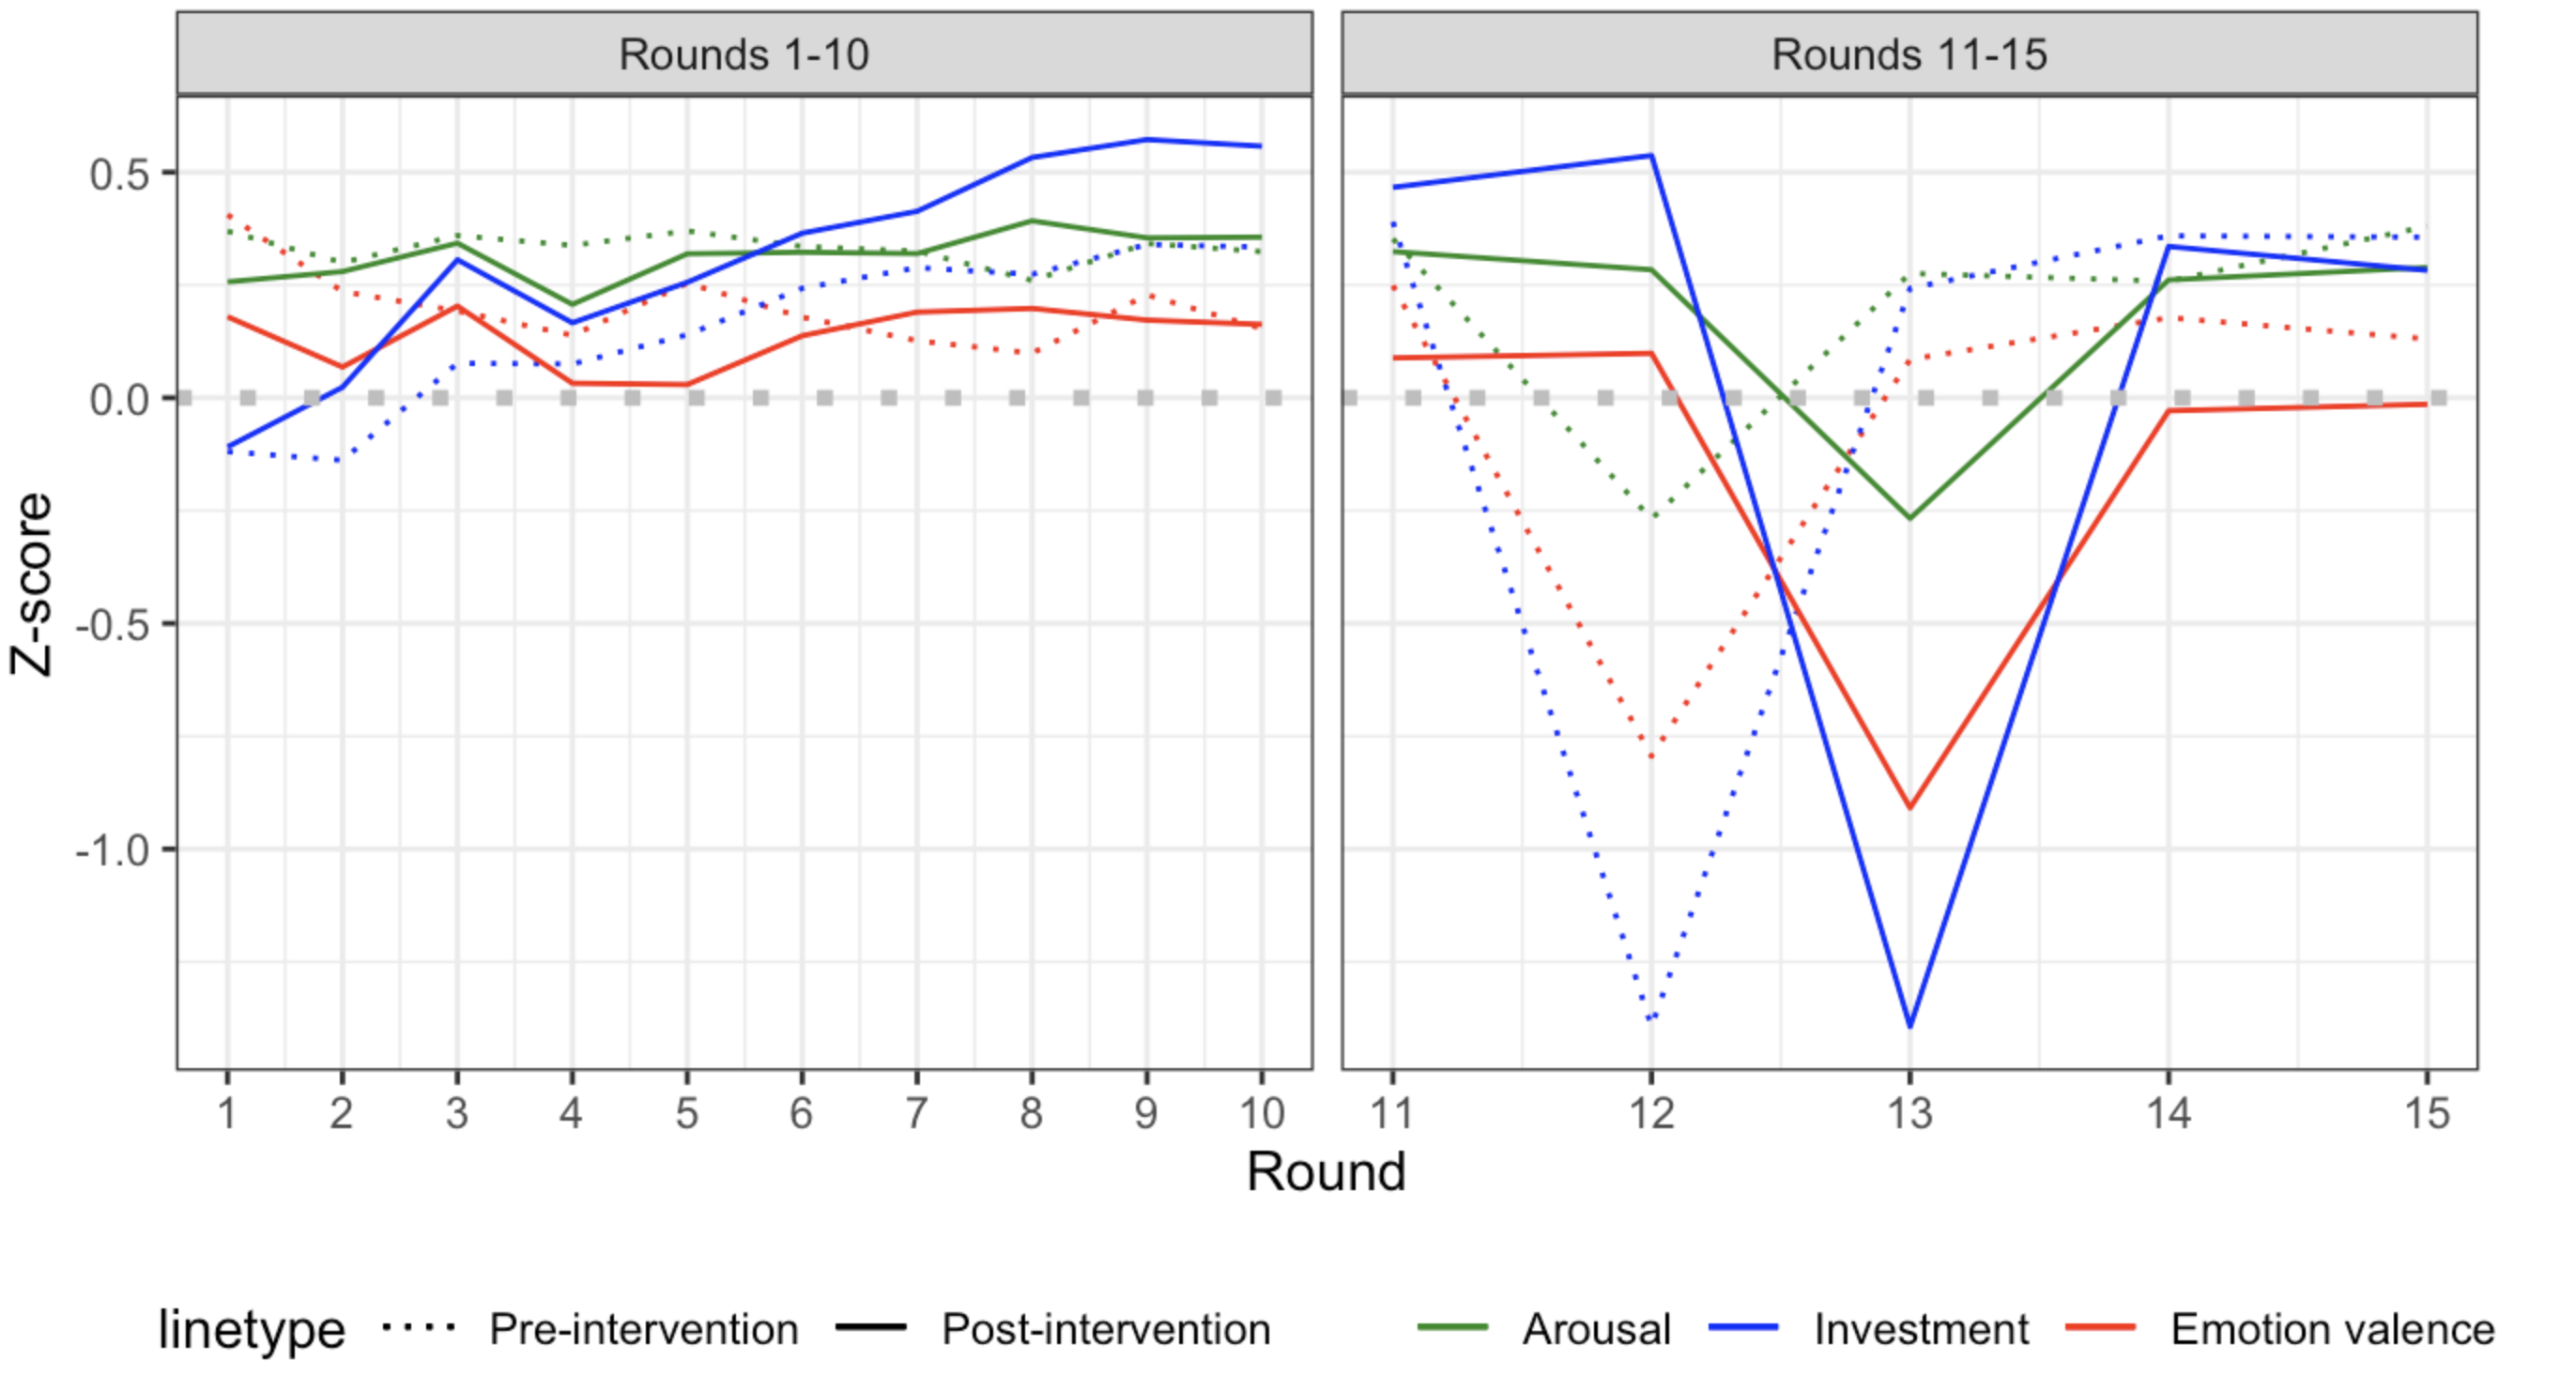 Rounds 1-10
Rounds 11-15
0.5
0.0
-0.5
-1.0
Z-score
1 2 3 4 5 6 7 8 9 10
11 12 13 14 15
Round
linetype Pre-intervention Post-intervention Arousal Investment Emotion valence